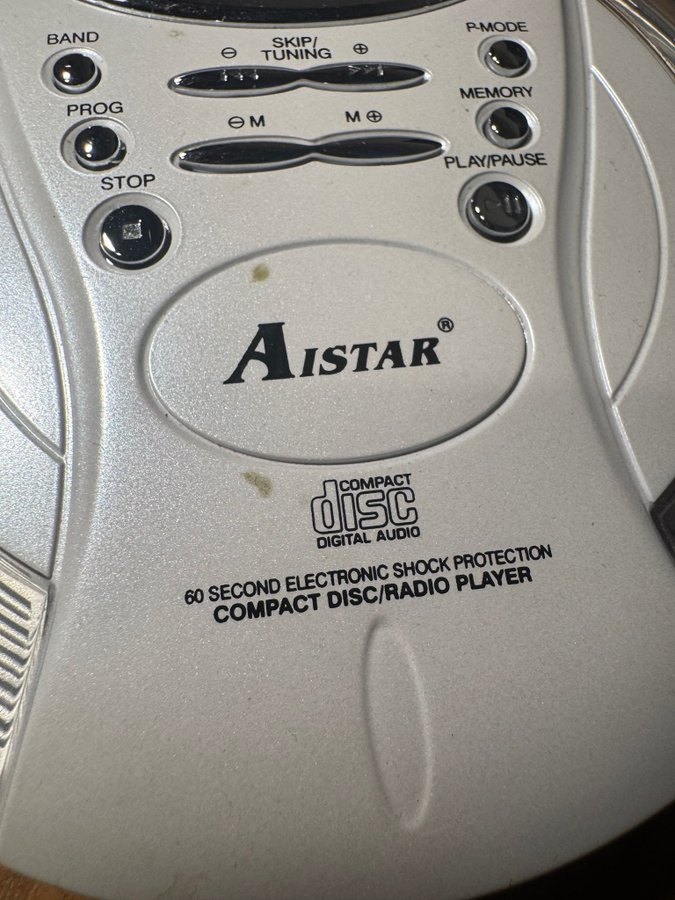 BAND
SKIP/
TUNING
⊖ ⊕
P-MODE
PROG
⊖ M M ⊕
MEMORY
STOP
PLAY/PAUSE
AISTAR®
COMPACT
disc
DIGITAL AUDIO
60 SECOND ELECTRONIC SHOCK PROTECTION
COMPACT DISC/RADIO PLAYER